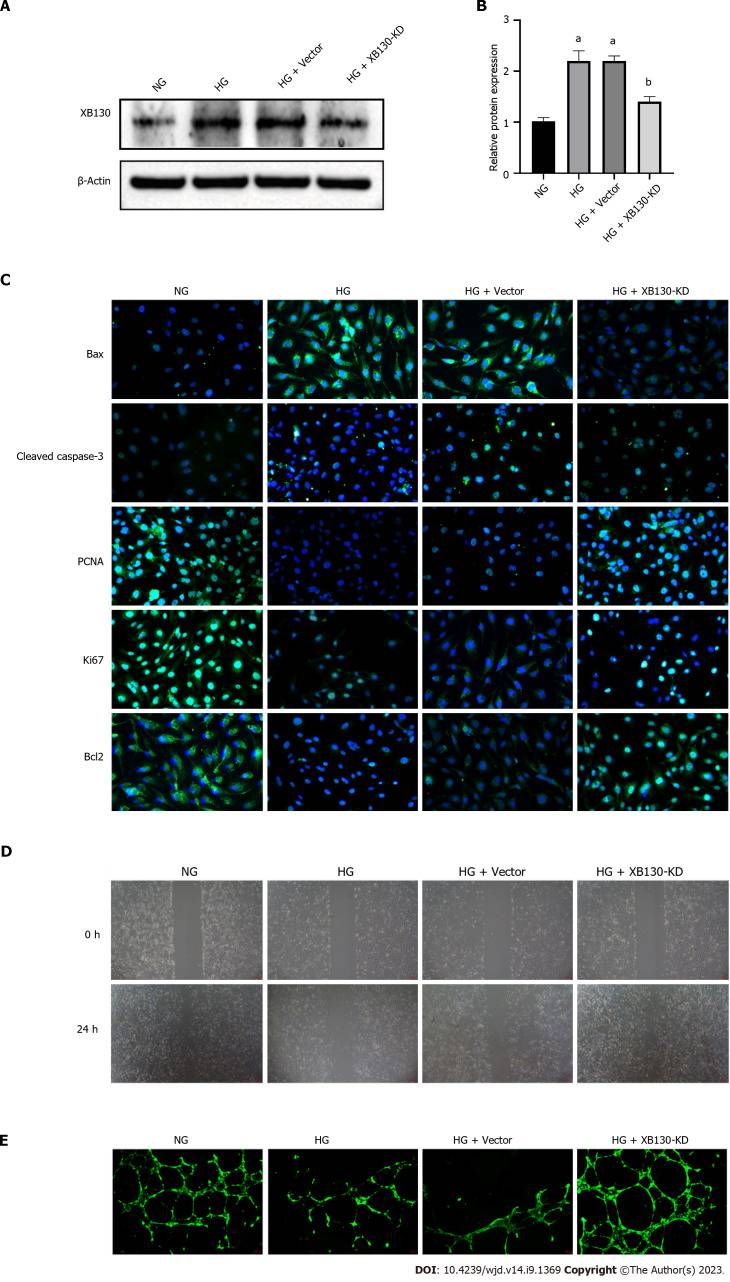 A
NG
HG
HG + Vector
HG + XB130-KD
XB130
β-Actin
B
3
2
1
0
Relative protein expression
a
a
b
NG
HG
HG + Vector
HG + XB130-KD
C
NG HG HG + Vector HG + XB130-KD
Bax
Cleaved caspase-3
PCNA
Ki67
Bcl2
D
NG HG HG + Vector HG + XB130-KD
0 h
24 h
E
NG HG HG + Vector HG + XB130-KD
DOI: 10.4239/wjd.v14.i9.1369 Copyright ©The Author(s) 2023.